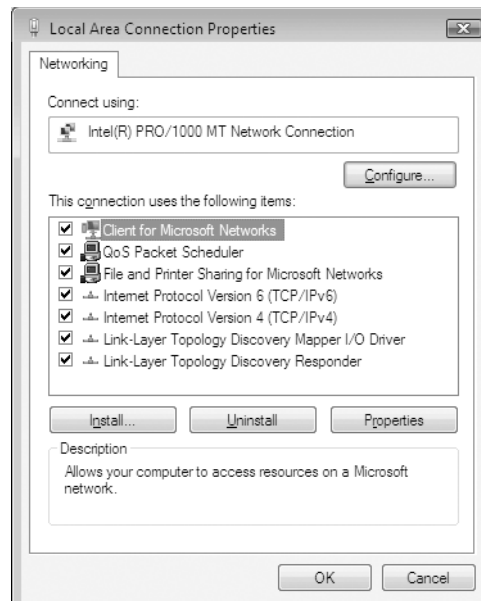 Local Area Connection Properties
Networking
Connect using:
Intel(R) PRO/1000 MT Network Connection
Configure...
This connection uses the following items:
Client for Microsoft Networks
QoS Packet Scheduler
File and Printer Sharing for Microsoft Networks
Internet Protocol Version 6 (TCP/IPv6)
Internet Protocol Version 4 (TCP/IPv4)
Link-Layer Topology Discovery Mapper I/O Driver
Link-Layer Topology Discovery Responder
Install... Uninstall Properties
Description
Allows your computer to access resources on a Microsoft
network.
OK Cancel